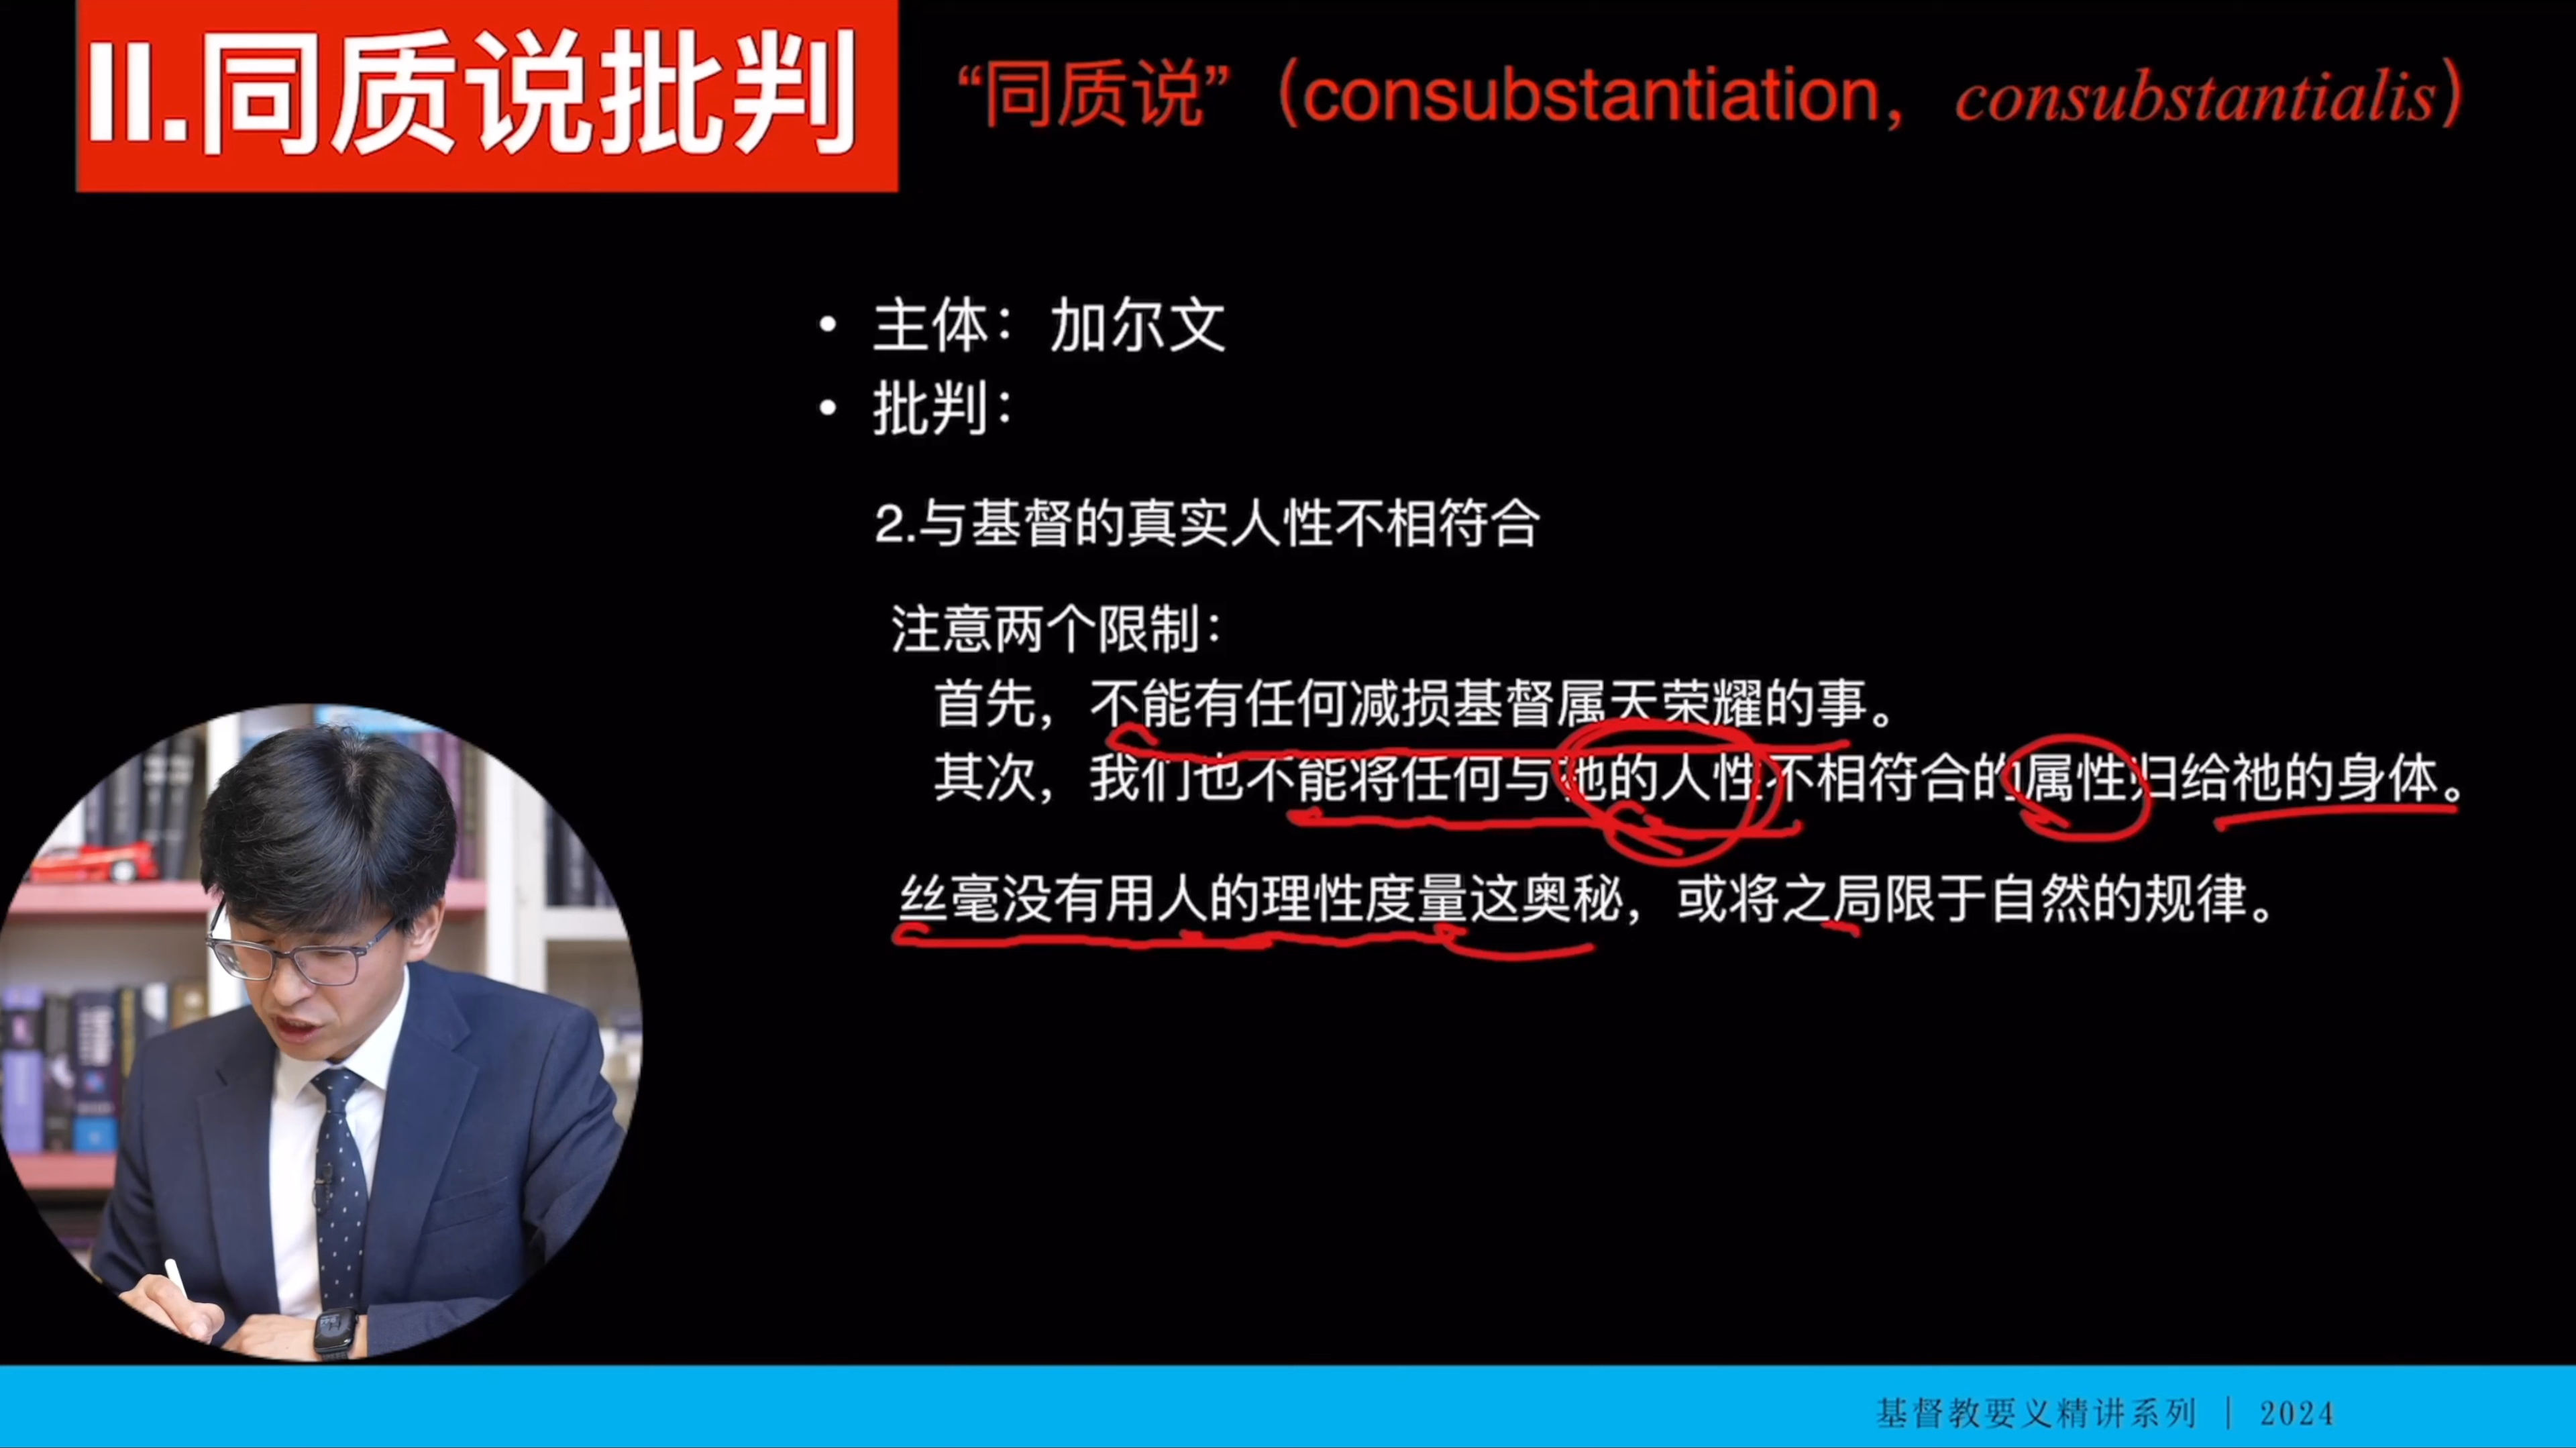 II.同质说批判
“同质说”（consubstantiation，consubstantialis）
• 主体：加尔文
• 批判：
2.与基督的真实人性不相符合
注意两个限制：
首先，不能有任何减损基督属天荣耀的事。
其次，我们也不能将任何与祂的人性不相符合的属性归给祂的身体。
丝毫没有用人的理性度量这奥秘，或将之局限于自然的规律。
基督教要义精讲系列 | 2024